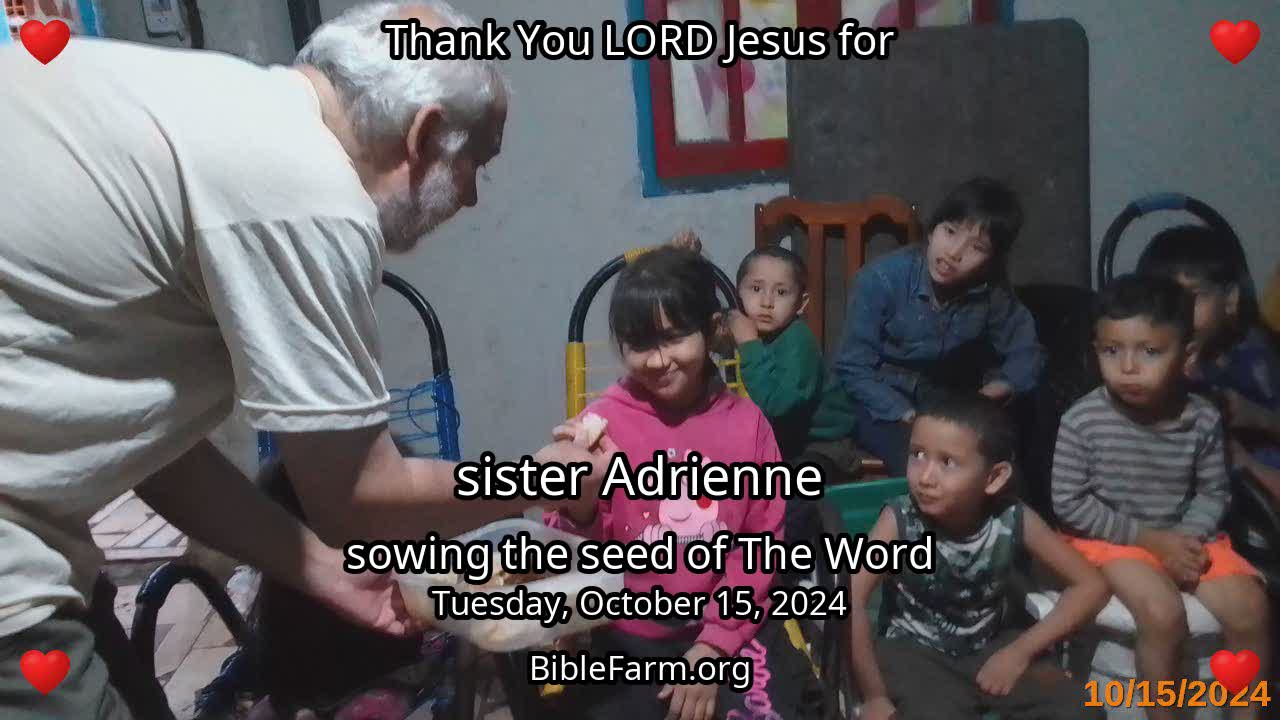 Thank You LORD Jesus for
sister Adrienne
sowing the seed of The Word
Tuesday, October 15, 2024
BibleFarm.org
10/15/2024